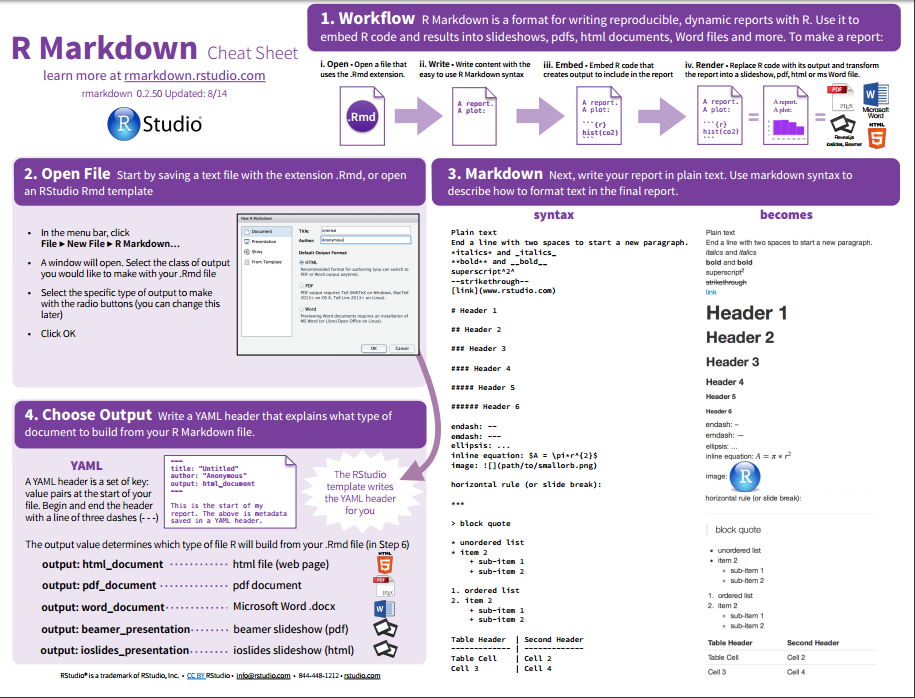 R Markdown Cheat Sheet
learn more at rmarkdown.rstudio.com
rmarkdown 0.2.50 Updated: 8/14
R Studio®
1. Workflow R Markdown is a format for writing reproducible, dynamic reports with R. Use it to
embed R code and results into slideshows, pdfs, html documents, Word files and more. To make a report:
i. Open • Open a file that
uses the .Rmd extension.
ii. Write • Write content with the
easy to use R Markdown syntax
iii. Embed • Embed R code that
creates output to include in the report
iv. Render • Replace R code with its output and transform
the report into a slideshow, pdf, html or ms Word file.
.Rmd
A report.
A plot:
A report.
A plot:
```{r}
hist(co2)
```
A report.
A plot:
```{r}
hist(co2)
```
=
A report.
A plot:
=
PDF
W
Microsoft
Word
Reveal.js
ioslides, Beamer
HTML
5
2. Open File Start by saving a text file with the extension .Rmd, or open
an RStudio Rmd template
• In the menu bar, click
File ▸ New File ▸ R Markdown…
• A window will open. Select the class of output
you would like to make with your .Rmd file
• Select the specific type of output to make
with the radio buttons (you can change this
later)
• Click OK
New R Markdown
Document
Presentation
Shiny
From Template
Title: Untitled
Author: Anonymous
Default Output Format:
HTML
Recommended format for authoring (you can switch to
PDF or Word output anytime).
PDF
PDF output requires TeX (MiKTeX on Windows, MacTeX
2013+ on OS X, TeX Live 2013+ on Linux).
Word
Previewing Word documents requires an installation of
MS Word (or Libre/Open Office on Linux).
OK Cancel
4. Choose Output Write a YAML header that explains what type of
document to build from your R Markdown file.
YAML
A YAML header is a set of key:
value pairs at the start of your
file. Begin and end the header
with a line of three dashes (- - -)
---
title: "Untitled"
author: "Anonymous"
output: html_document
---
This is the start of my
report. The above is metadata
saved in a YAML header.
The RStudio
template writes
the YAML header
for you
The output value determines which type of file R will build from your .Rmd file (in Step 6)
output: html_document ············ html file (web page)
HTML
5
output: pdf_document ·············· pdf document
PDF
output: word_document ············· Microsoft Word .docx
W
output: beamer_presentation ········ beamer slideshow (pdf)
output: ioslides_presentation ········ ioslides slideshow (html)
RStudio® is a trademark of RStudio, Inc. • CC BY RStudio • info@rstudio.com • 844-448-1212 • rstudio.com
3. Markdown Next, write your report in plain text. Use markdown syntax to
describe how to format text in the final report.
syntax
Plain text
End a line with two spaces to start a new paragraph.
*italics* and _italics_
**bold** and __bold__
superscript^2^
~~strikethrough~~
[link](www.rstudio.com)
# Header 1
## Header 2
### Header 3
#### Header 4
##### Header 5
###### Header 6
endash: --
emdash: ---
ellipsis: ...
inline equation: $A = \pi*r^{2}$
image: ![](path/to/smallorb.png)
horizontal rule (or slide break):
***
> block quote
* unordered list
* item 2
+ sub-item 1
+ sub-item 2
1. ordered list
2. item 2
+ sub-item 1
+ sub-item 2
Table Header | Second Header
------------- | -------------
Table Cell | Cell 2
Cell 3 | Cell 4
becomes
Plain text
End a line with two spaces to start a new paragraph.
italics and italics
bold and bold
superscript²
strikethrough
link
Header 1
Header 2
Header 3
Header 4
Header 5
Header 6
endash: –
emdash: —
ellipsis: …
inline equation: A = π * r²
image: R
horizontal rule (or slide break):
block quote
• unordered list
• item 2
◦ sub-item 1
◦ sub-item 2
1. ordered list
2. item 2
◦ sub-item 1
◦ sub-item 2
Table Header Second Header
Table Cell Cell 2
Cell 3 Cell 4